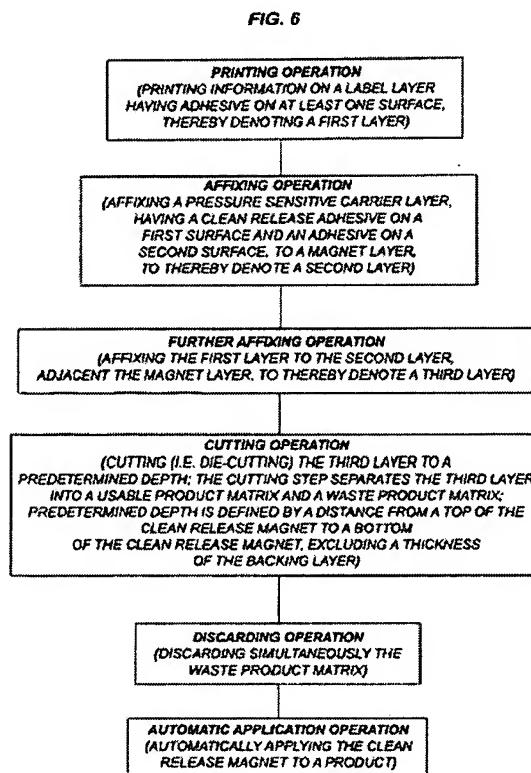 FIG. 6
PRINTING OPERATION
(PRINTING INFORMATION ON A LABEL LAYER
HAVING ADHESIVE ON AT LEAST ONE SURFACE,
THEREBY DENOTING A FIRST LAYER)
AFFIXING OPERATION
(AFFIXING A PRESSURE SENSITIVE CARRIER LAYER,
HAVING A CLEAN RELEASE ADHESIVE ON A
FIRST SURFACE AND AN ADHESIVE ON A
SECOND SURFACE, TO A MAGNET LAYER,
TO THEREBY DENOTE A SECOND LAYER)
FURTHER AFFIXING OPERATION
(AFFIXING THE FIRST LAYER TO THE SECOND LAYER,
ADJACENT THE MAGNET LAYER, TO THEREBY DENOTE A THIRD LAYER)
CUTTING OPERATION
(CUTTING (I.E. DIE-CUTTING) THE THIRD LAYER TO A
PREDETERMINED DEPTH; THE CUTTING STEP SEPARATES THE THIRD LAYER
INTO A USABLE PRODUCT MATRIX AND A WASTE PRODUCT MATRIX;
PREDETERMINED DEPTH IS DEFINED BY A DISTANCE FROM A TOP OF THE
CLEAN RELEASE MAGNET TO A BOTTOM
OF THE CLEAN RELEASE MAGNET, EXCLUDING A THICKNESS
OF THE BACKING LAYER)
DISCARDING OPERATION
(DISCARDING SIMULTANEOUSLY THE
WASTE PRODUCT MATRIX)
AUTOMATIC APPLICATION OPERATION
(AUTOMATICALLY APPLYING THE CLEAN
RELEASE MAGNET TO A PRODUCT)